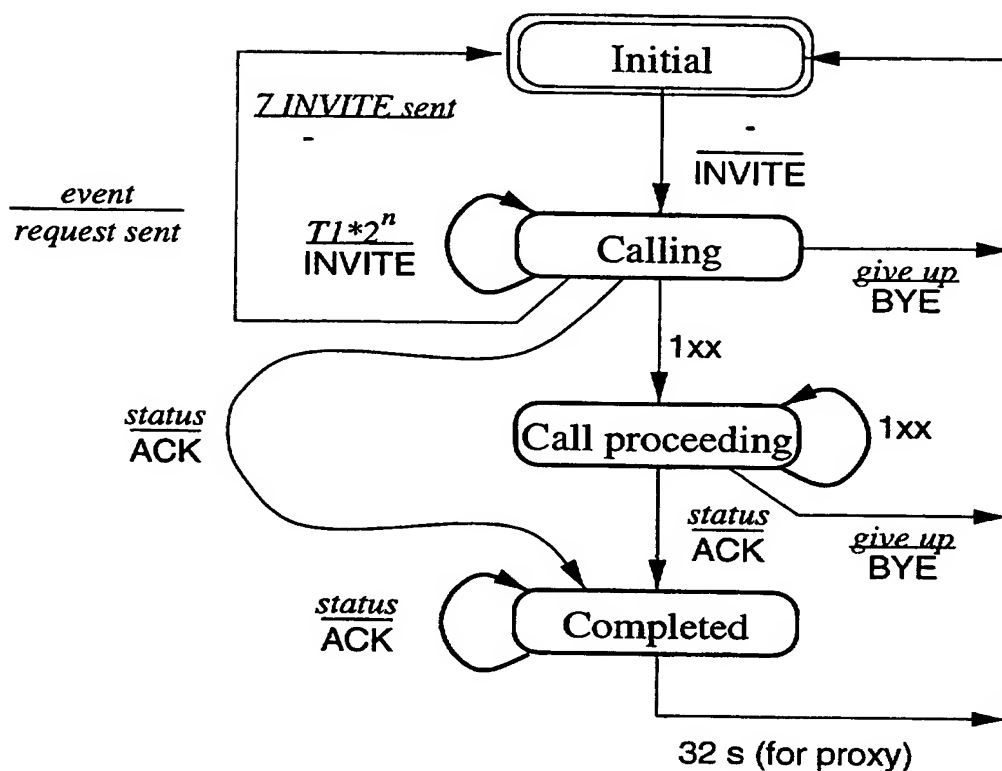 Initial
7 INVITE sent
-
-
INVITE
event
request sent
T1*2^n
INVITE
Calling
give up
BYE
1xx
status
ACK
Call proceeding
1xx
status
ACK
give up
BYE
status
ACK
Completed
32 s (for proxy)